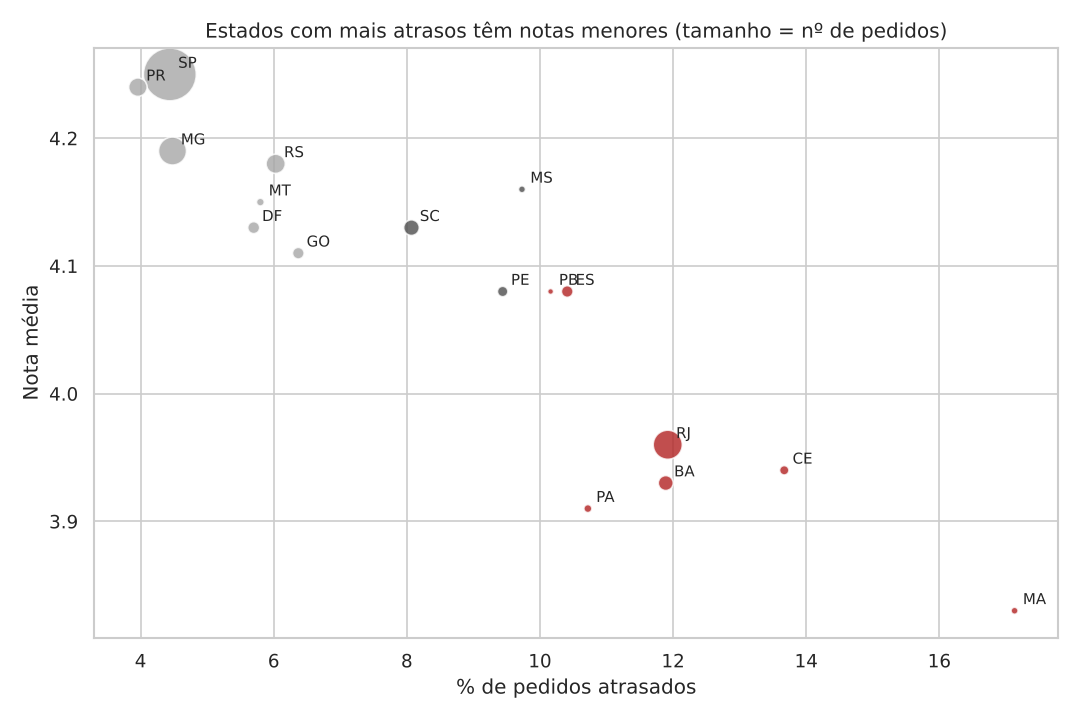 Estados com mais atrasos têm notas menores (tamanho = nº de pedidos)
SP
PR
4.2
MG
RS
MS
MT
DF
SC
GO
4.1
PE
PB
ES
Nota média
4.0
RJ
CE
BA
PA
3.9
MA
4 6 8 10 12 14 16
% de pedidos atrasados